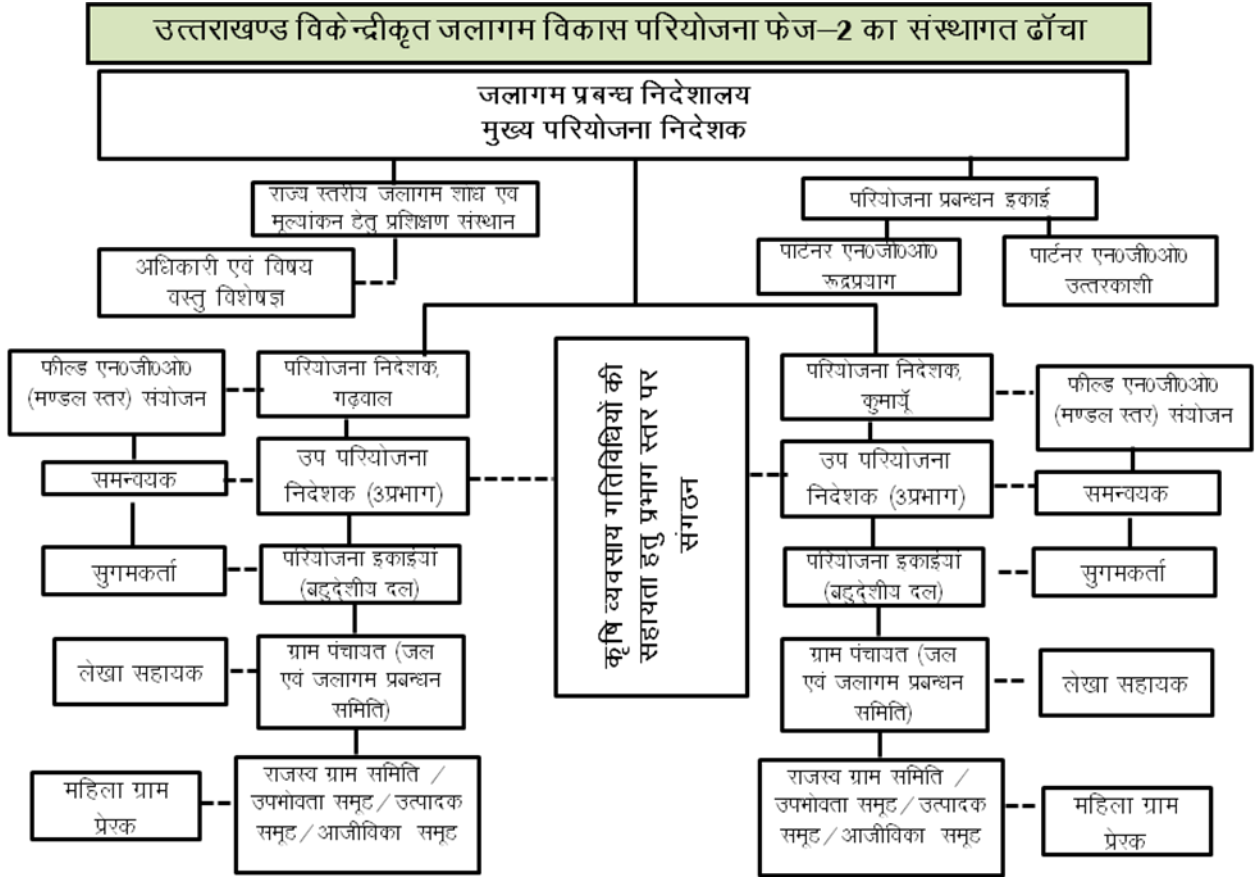 उत्तराखण्ड विकेन्द्रीकृत जलागम विकास परियोजना फेज–2 का संस्थागत ढॉचा
जलागम प्रबन्ध निदेशालय
मुख्य परियोजना निदेशक
राज्य स्तरीय जलागम शोध एवं
मूल्यांकन हेतु प्रशिक्षण संस्थान
अधिकारी एवं विषय
वस्तु विशेषज्ञ
परियोजना प्रबन्धन इकाई
पार्टनर एन0जी0ओ0
रूद्रप्रयाग
पार्टनर एन0जी0ओ0
उत्तरकाशी
फील्ड एन0जी0ओ0
(मण्डल स्तर) संयोजन
समन्वयक
सुगमकर्ता
लेखा सहायक
महिला ग्राम
प्रेरक
परियोजना निदेशक,
गढ़वाल
उप परियोजना
निदेशक (3प्रभाग)
परियोजना इकाईयां
(बहुद्देशीय दल)
ग्राम पंचायत (जल
एवं जलागम प्रबन्धन
समिति)
राजस्व ग्राम समिति /
उपभोक्ता समूह/उत्पादक
समूह/आजीविका समूह
कृषि व्यवसाय गतिविधियों की
सहायता हेतु प्रभाग स्तर पर
संगठन
परियोजना निदेशक,
कुमायूॅ
उप परियोजना
निदेशक (3प्रभाग)
परियोजना इकाईयां
(बहुद्देशीय दल)
ग्राम पंचायत (जल
एवं जलागम प्रबन्धन
समिति)
राजस्व ग्राम समिति /
उपभोक्ता समूह/उत्पादक
समूह/आजीविका समूह
फील्ड एन0जी0ओ0
(मण्डल स्तर) संयोजन
समन्वयक
सुगमकर्ता
लेखा सहायक
महिला ग्राम
प्रेरक